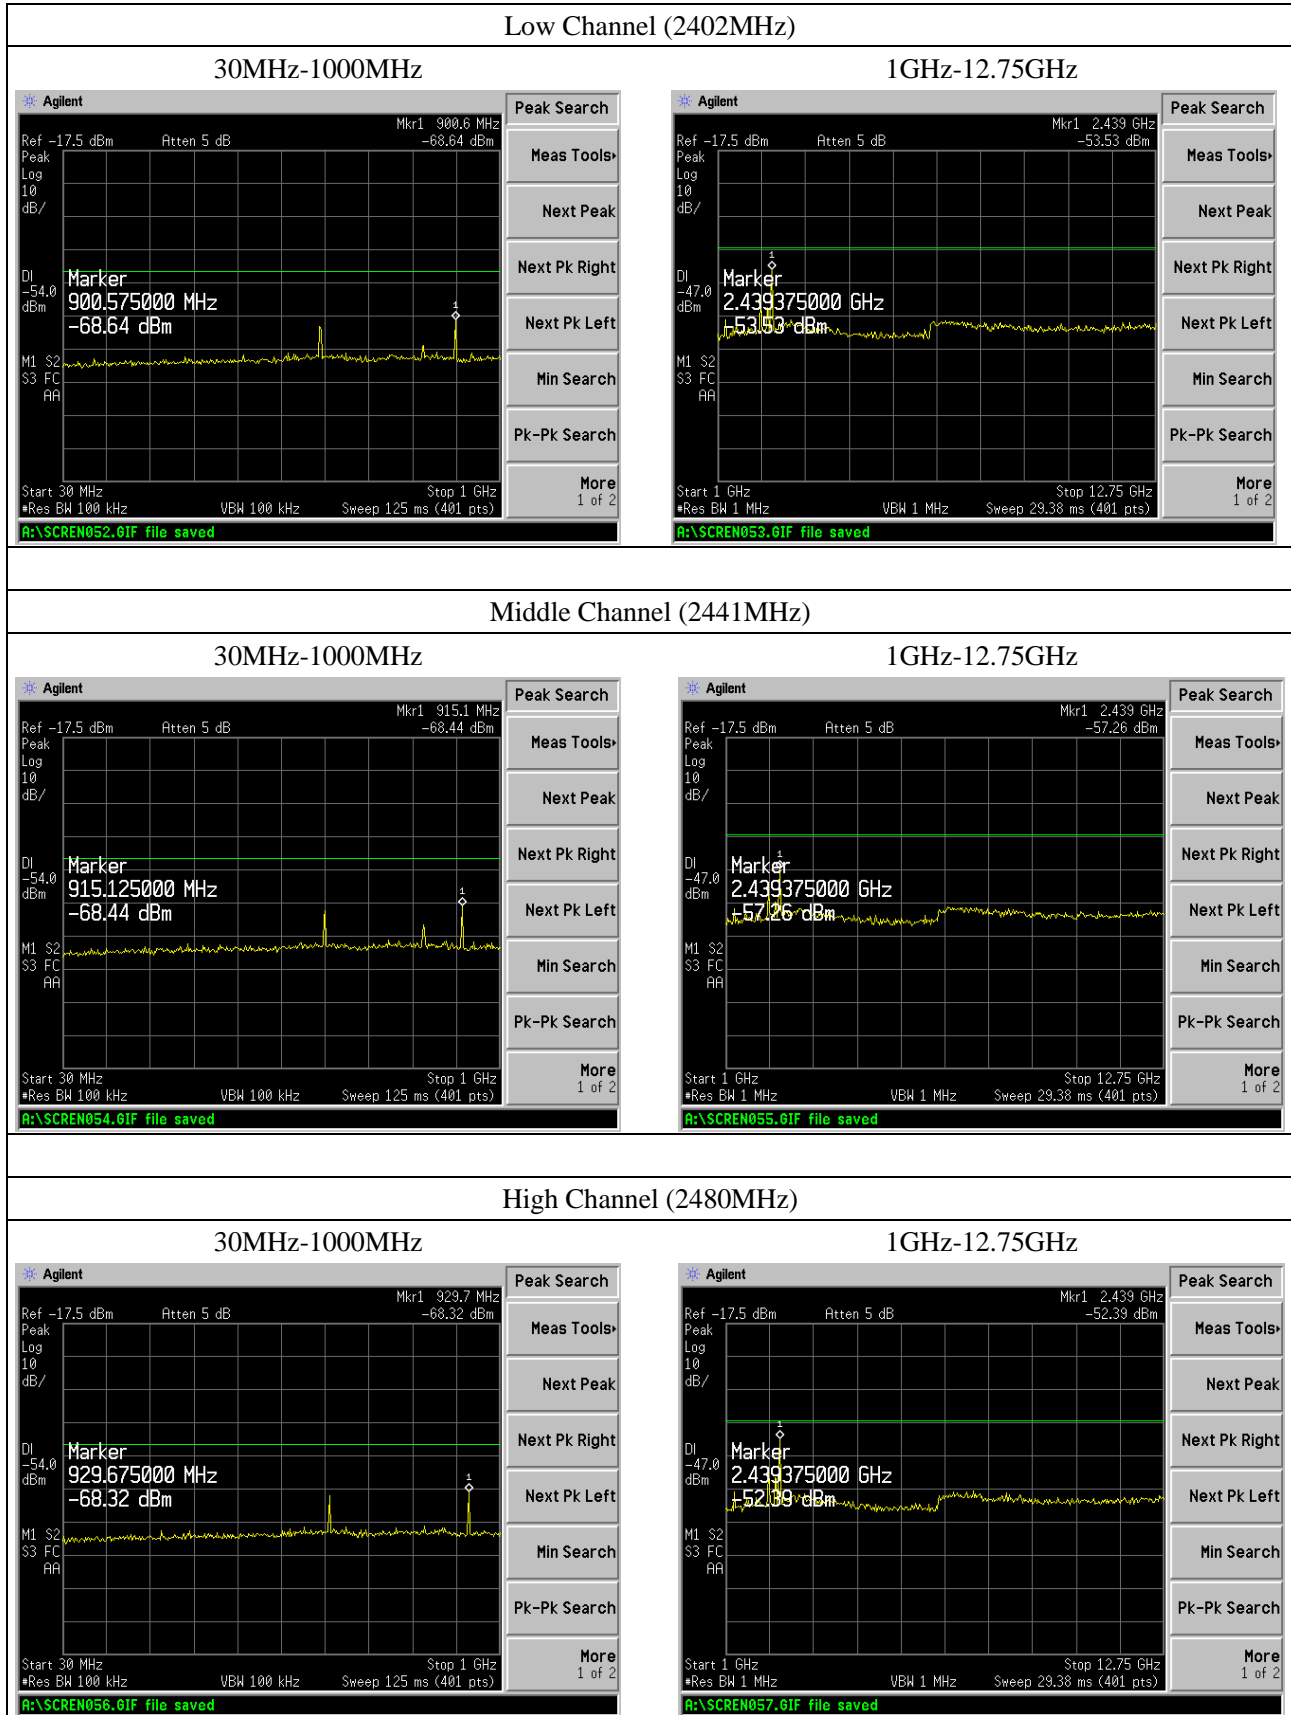 Low Channel (2402MHz)
30MHz-1000MHz
Agilent
Peak Search
Mkr1 900.6 MHz
Ref -17.5 dBm Atten 5 dB -68.64 dBm
Peak
Log
10
dB/
DI
-54.0
dBm
Marker
900.575000 MHz
-68.64 dBm
1
M1 S2
S3 FC
AA
Start 30 MHz Stop 1 GHz
#Res BW 100 kHz VBW 100 kHz Sweep 125 ms (401 pts)
A:\SCREN052.GIF file saved
Meas Tools
Next Peak
Next Pk Right
Next Pk Left
Min Search
Pk-Pk Search
More
1 of 2
1GHz-12.75GHz
Agilent
Peak Search
Mkr1 2.439 GHz
Ref -17.5 dBm Atten 5 dB -53.53 dBm
Peak
Log
10
dB/
DI
-47.0
dBm
Marker
2.439375000 GHz
-53.53 dBm
1
M1 S2
S3 FC
AA
Start 1 GHz Stop 12.75 GHz
#Res BW 1 MHz VBW 1 MHz Sweep 29.38 ms (401 pts)
A:\SCREN053.GIF file saved
Meas Tools
Next Peak
Next Pk Right
Next Pk Left
Min Search
Pk-Pk Search
More
1 of 2
Middle Channel (2441MHz)
30MHz-1000MHz
Agilent
Peak Search
Mkr1 915.1 MHz
Ref -17.5 dBm Atten 5 dB -68.44 dBm
Peak
Log
10
dB/
DI
-54.0
dBm
Marker
915.125000 MHz
-68.44 dBm
1
M1 S2
S3 FC
AA
Start 30 MHz Stop 1 GHz
#Res BW 100 kHz VBW 100 kHz Sweep 125 ms (401 pts)
A:\SCREN054.GIF file saved
Meas Tools
Next Peak
Next Pk Right
Next Pk Left
Min Search
Pk-Pk Search
More
1 of 2
1GHz-12.75GHz
Agilent
Peak Search
Mkr1 2.439 GHz
Ref -17.5 dBm Atten 5 dB -57.26 dBm
Peak
Log
10
dB/
DI
-47.0
dBm
Marker
2.439375000 GHz
-57.26 dBm
1
M1 S2
S3 FC
AA
Start 1 GHz Stop 12.75 GHz
#Res BW 1 MHz VBW 1 MHz Sweep 29.38 ms (401 pts)
A:\SCREN055.GIF file saved
Meas Tools
Next Peak
Next Pk Right
Next Pk Left
Min Search
Pk-Pk Search
More
1 of 2
High Channel (2480MHz)
30MHz-1000MHz
Agilent
Peak Search
Mkr1 929.7 MHz
Ref -17.5 dBm Atten 5 dB -68.32 dBm
Peak
Log
10
dB/
DI
-54.0
dBm
Marker
929.675000 MHz
-68.32 dBm
1
M1 S2
S3 FC
AA
Start 30 MHz Stop 1 GHz
#Res BW 100 kHz VBW 100 kHz Sweep 125 ms (401 pts)
A:\SCREN056.GIF file saved
Meas Tools
Next Peak
Next Pk Right
Next Pk Left
Min Search
Pk-Pk Search
More
1 of 2
1GHz-12.75GHz
Agilent
Peak Search
Mkr1 2.439 GHz
Ref -17.5 dBm Atten 5 dB -52.39 dBm
Peak
Log
10
dB/
DI
-47.0
dBm
Marker
2.439375000 GHz
-52.39 dBm
1
M1 S2
S3 FC
AA
Start 1 GHz Stop 12.75 GHz
#Res BW 1 MHz VBW 1 MHz Sweep 29.38 ms (401 pts)
A:\SCREN057.GIF file saved
Meas Tools
Next Peak
Next Pk Right
Next Pk Left
Min Search
Pk-Pk Search
More
1 of 2